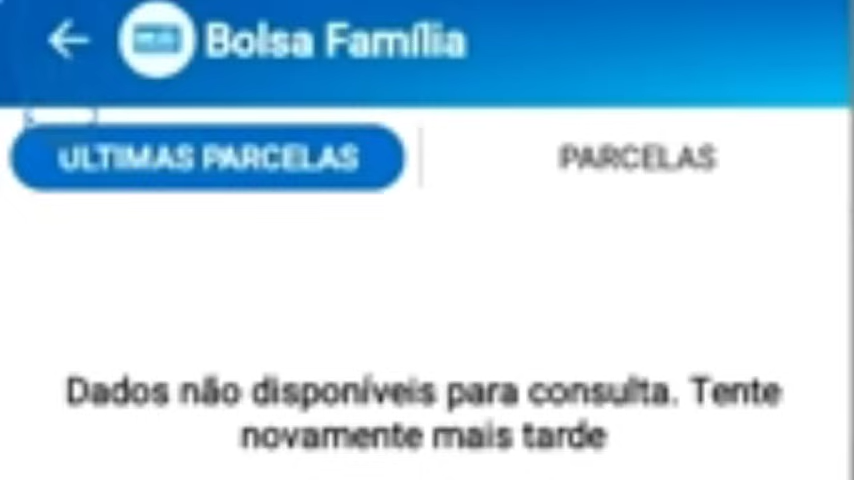 Bolsa Família
ULTIMAS PARCELAS
PARCELAS
Dados não disponíveis para consulta. Tente
novamente mais tarde